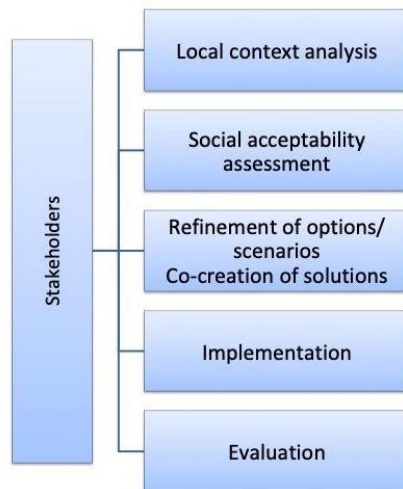 Stakeholders
Local context analysis
Social acceptability
assessment
Refinement of options/
scenarios
Co-creation of solutions
Implementation
Evaluation